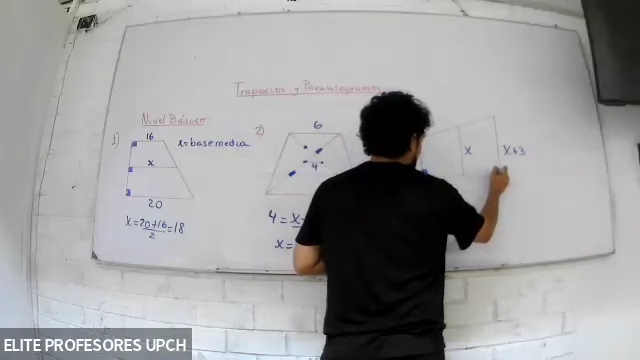 Trapecios y Paralelogramos
Nivel Básico
1)
16
x = base media
x
20
x = 20+16 = 18
2
2)
6
4
4 = x-
x =
x
x+3
ELITE PROFESORES UPCH